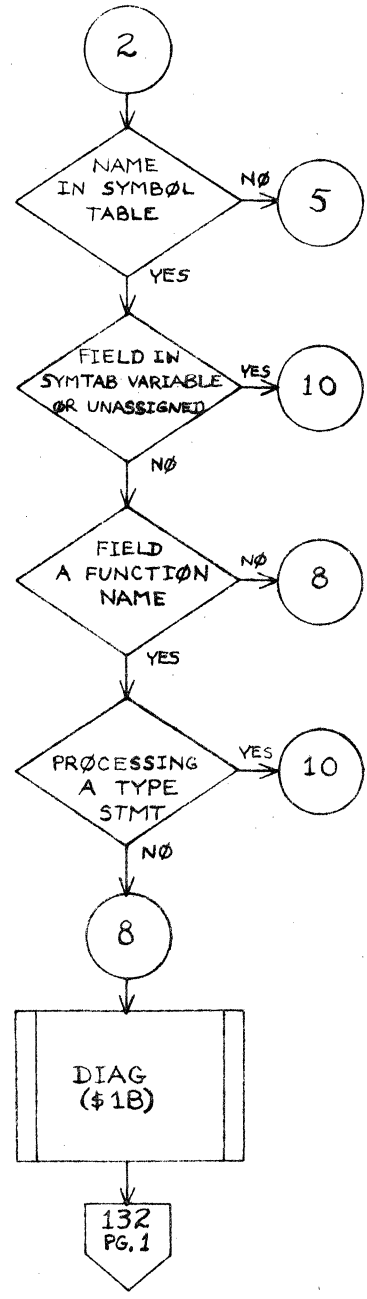 2
NAME
IN SYMBØL
TABLE
NØ
5
YES
FIELD IN
SYMTAB VARIABLE
ØR UNASSIGNED
YES
10
NØ
FIELD
A FUNCTIØN
NAME
NØ
8
YES
PRØCESSING
A TYPE
STMT
YES
10
NØ
8
DIAG
($1B)
132
PG. 1